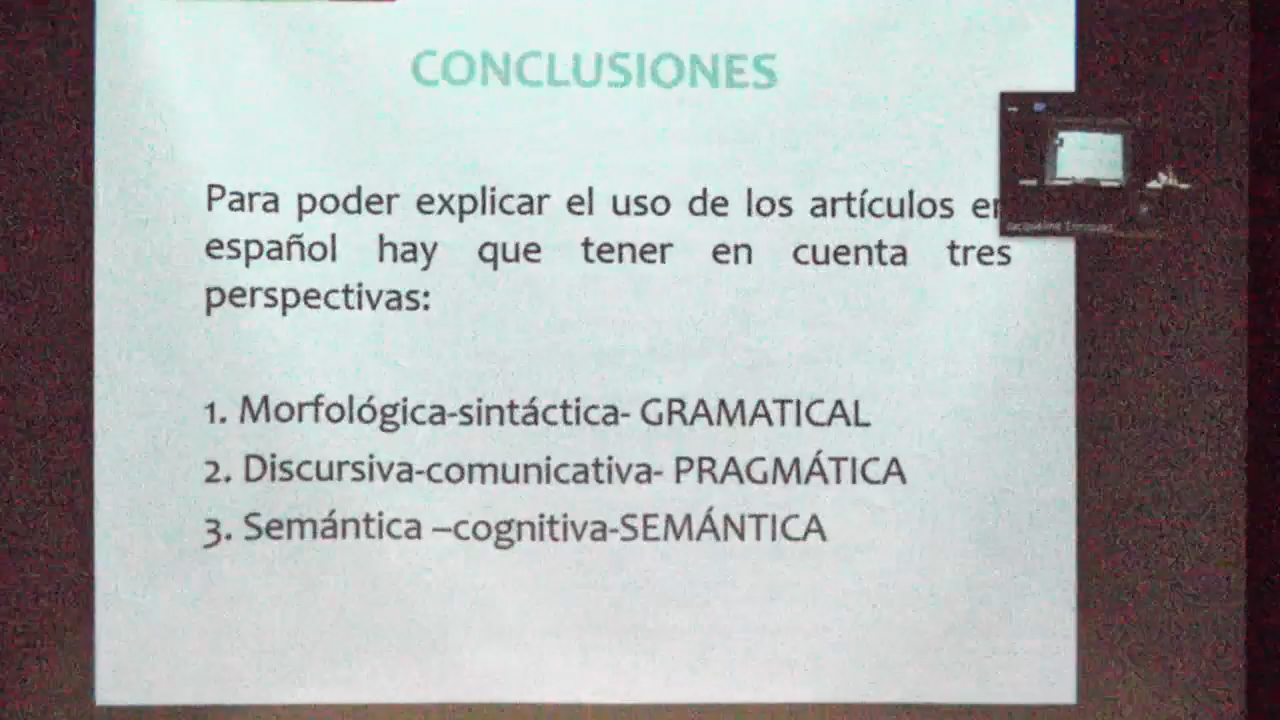 CONCLUSIONES
Para poder explicar el uso de los artículos en
español hay que tener en cuenta tres
perspectivas:
1. Morfológica-sintáctica- GRAMATICAL
2. Discursiva-comunicativa- PRAGMÁTICA
3. Semántica –cognitiva-SEMÁNTICA